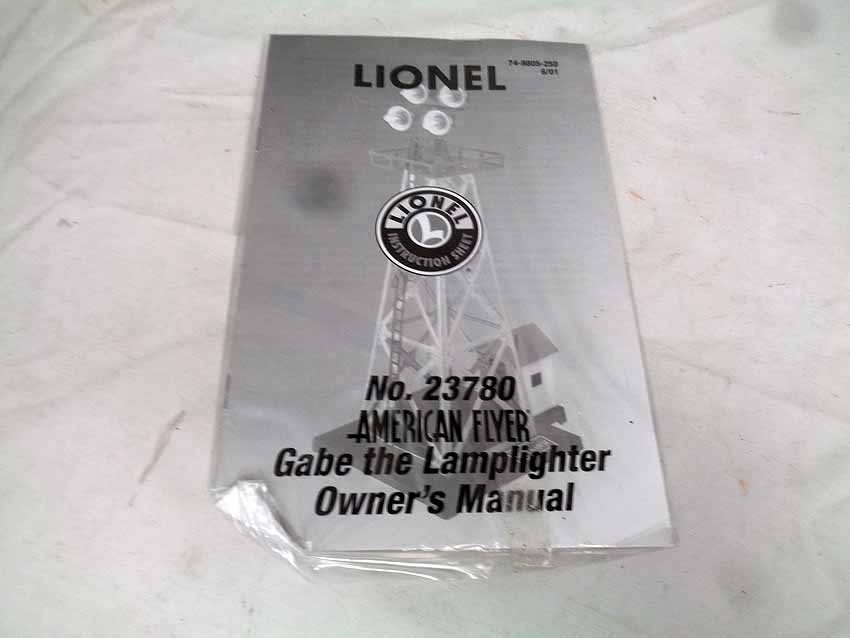 LIONEL
74-9805-250
6/01
LIONEL
L
INSTRUCTION SHEET
No. 23780
AMERICAN FLYER
Gabe the Lamplighter
Owner's Manual